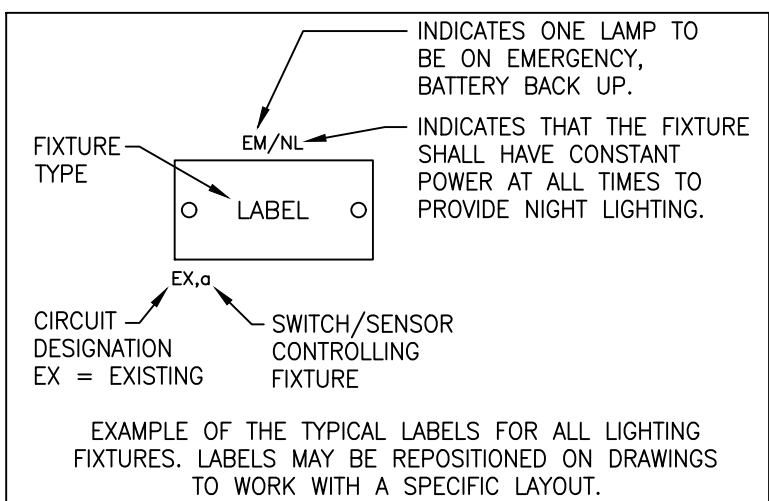 INDICATES ONE LAMP TO
BE ON EMERGENCY,
BATTERY BACK UP.
EM/NL
INDICATES THAT THE FIXTURE
SHALL HAVE CONSTANT
POWER AT ALL TIMES TO
PROVIDE NIGHT LIGHTING.
FIXTURE
TYPE
LABEL
EX,a
CIRCUIT
DESIGNATION
EX = EXISTING
SWITCH/SENSOR
CONTROLLING
FIXTURE
EXAMPLE OF THE TYPICAL LABELS FOR ALL LIGHTING
FIXTURES. LABELS MAY BE REPOSITIONED ON DRAWINGS
TO WORK WITH A SPECIFIC LAYOUT.